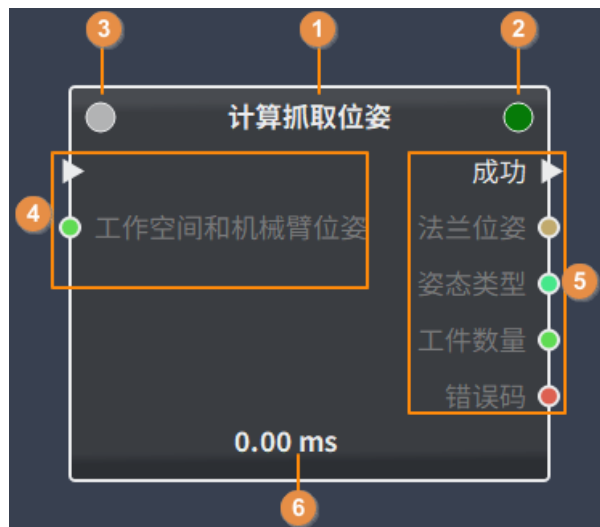 3 1 2
计算抓取位姿
成功
4 工作空间和机械臂位姿 法兰位姿
姿态类型 5
工件数量
错误码
0.00 ms
6